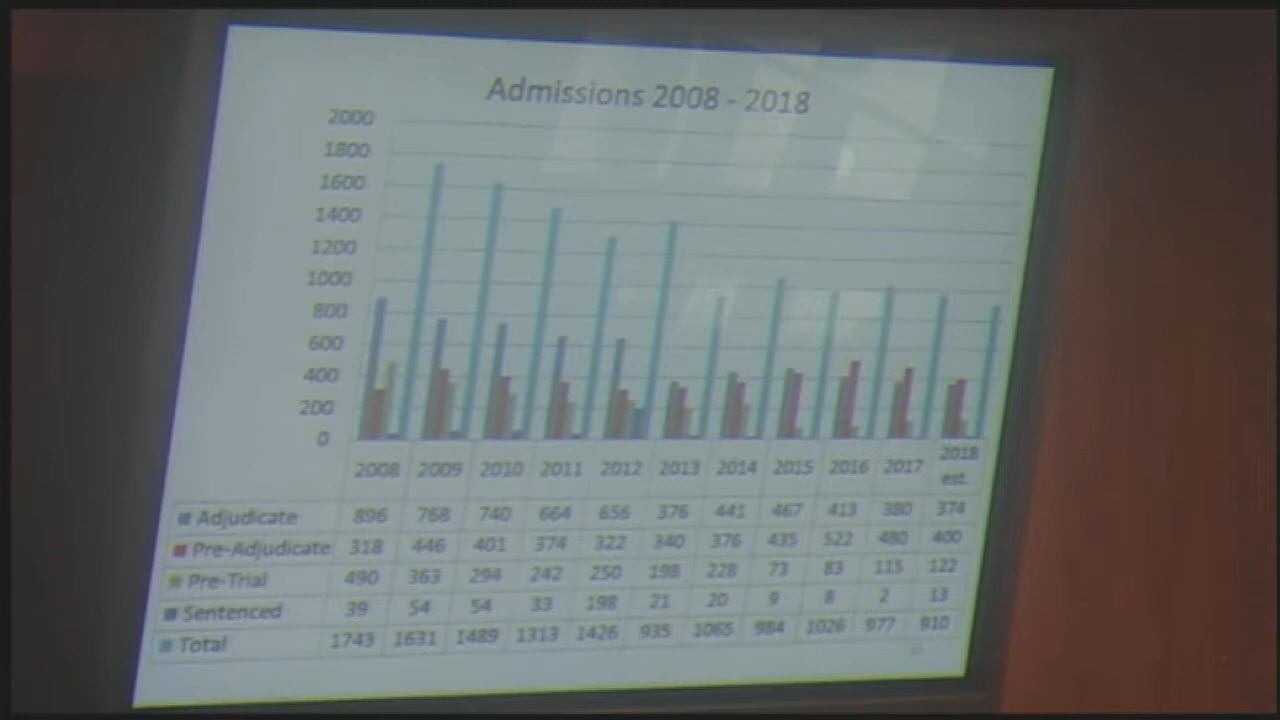 Admissions 2008 - 2018
2000
1800
1600
1400
1200
1000
800
600
400
200
0
2008 2009 2010 2011 2012 2013 2014 2015 2016 2017 2018 est.
Adjudicate 896 768 740 664 656 376 441 467 413 380 374
Pre-Adjudicate 318 446 401 374 322 340 376 435 522 480 400
Pre-Trial 490 363 294 242 250 198 228 73 83 115 122
Sentenced 39 54 54 33 198 21 20 9 8 2 13
Total 1743 1631 1489 1313 1426 935 1065 984 1026 977 910